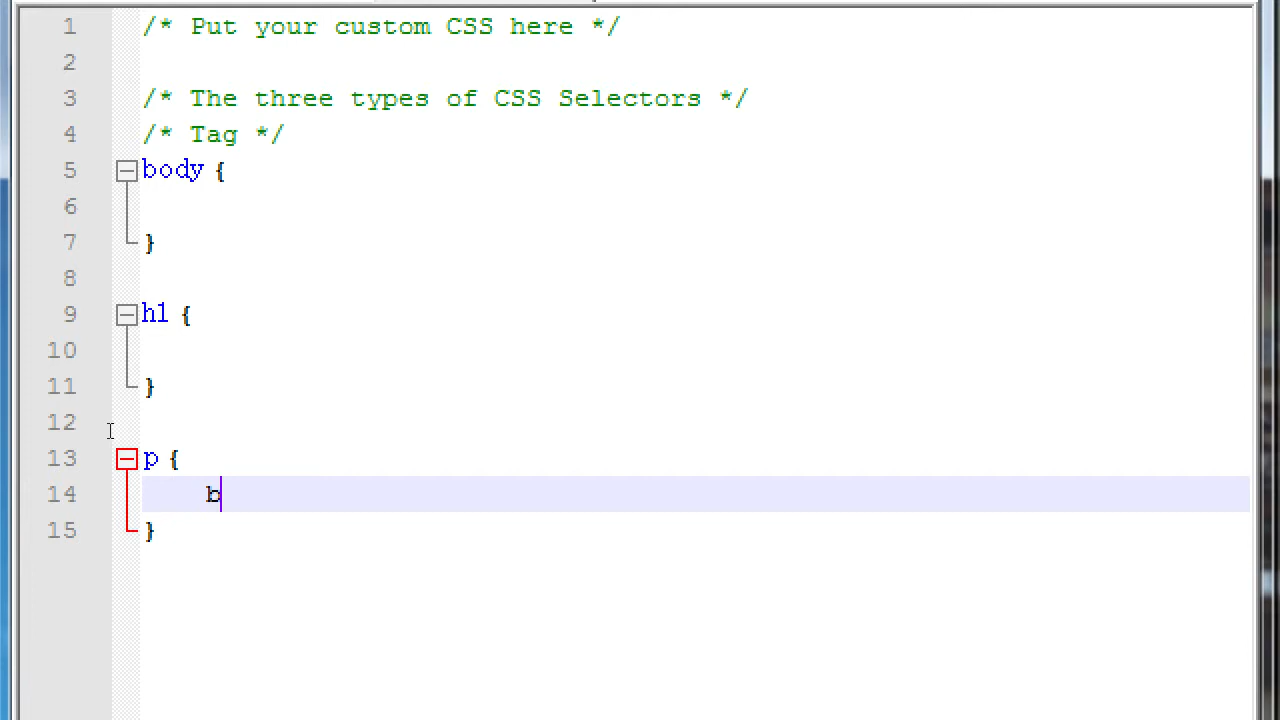 1 /* Put your custom CSS here */
2
3 /* The three types of CSS Selectors */
4 /* Tag */
5 body {
6
7 }
8
9 h1 {
10
11 }
12
13 p {
14 b
15 }